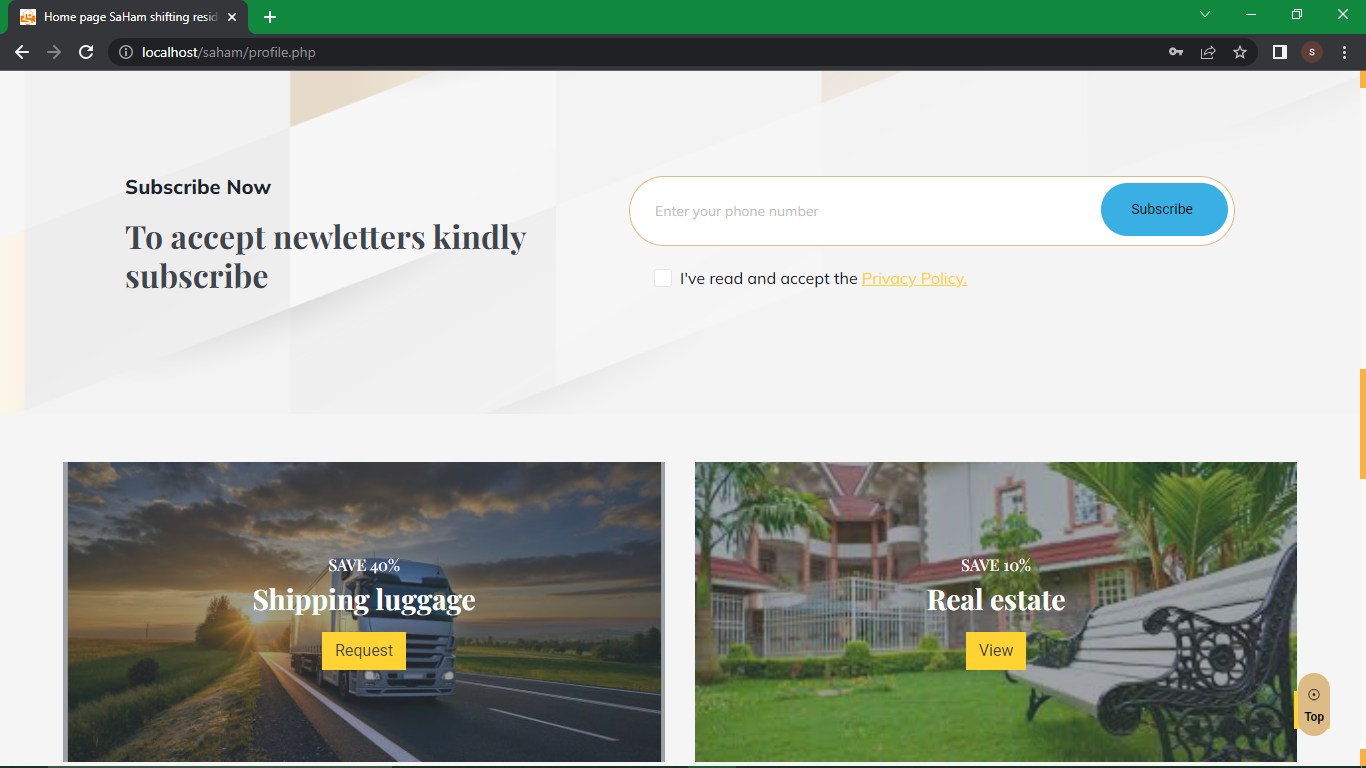 Home page SaHam shifting resid
localhost/saham/profile.php
S
Subscribe Now
To accept newletters kindly
subscribe
Enter your phone number
Subscribe
I've read and accept the Privacy Policy.
SAVE 40%
Shipping luggage
Request
SAVE 10%
Real estate
View
Top